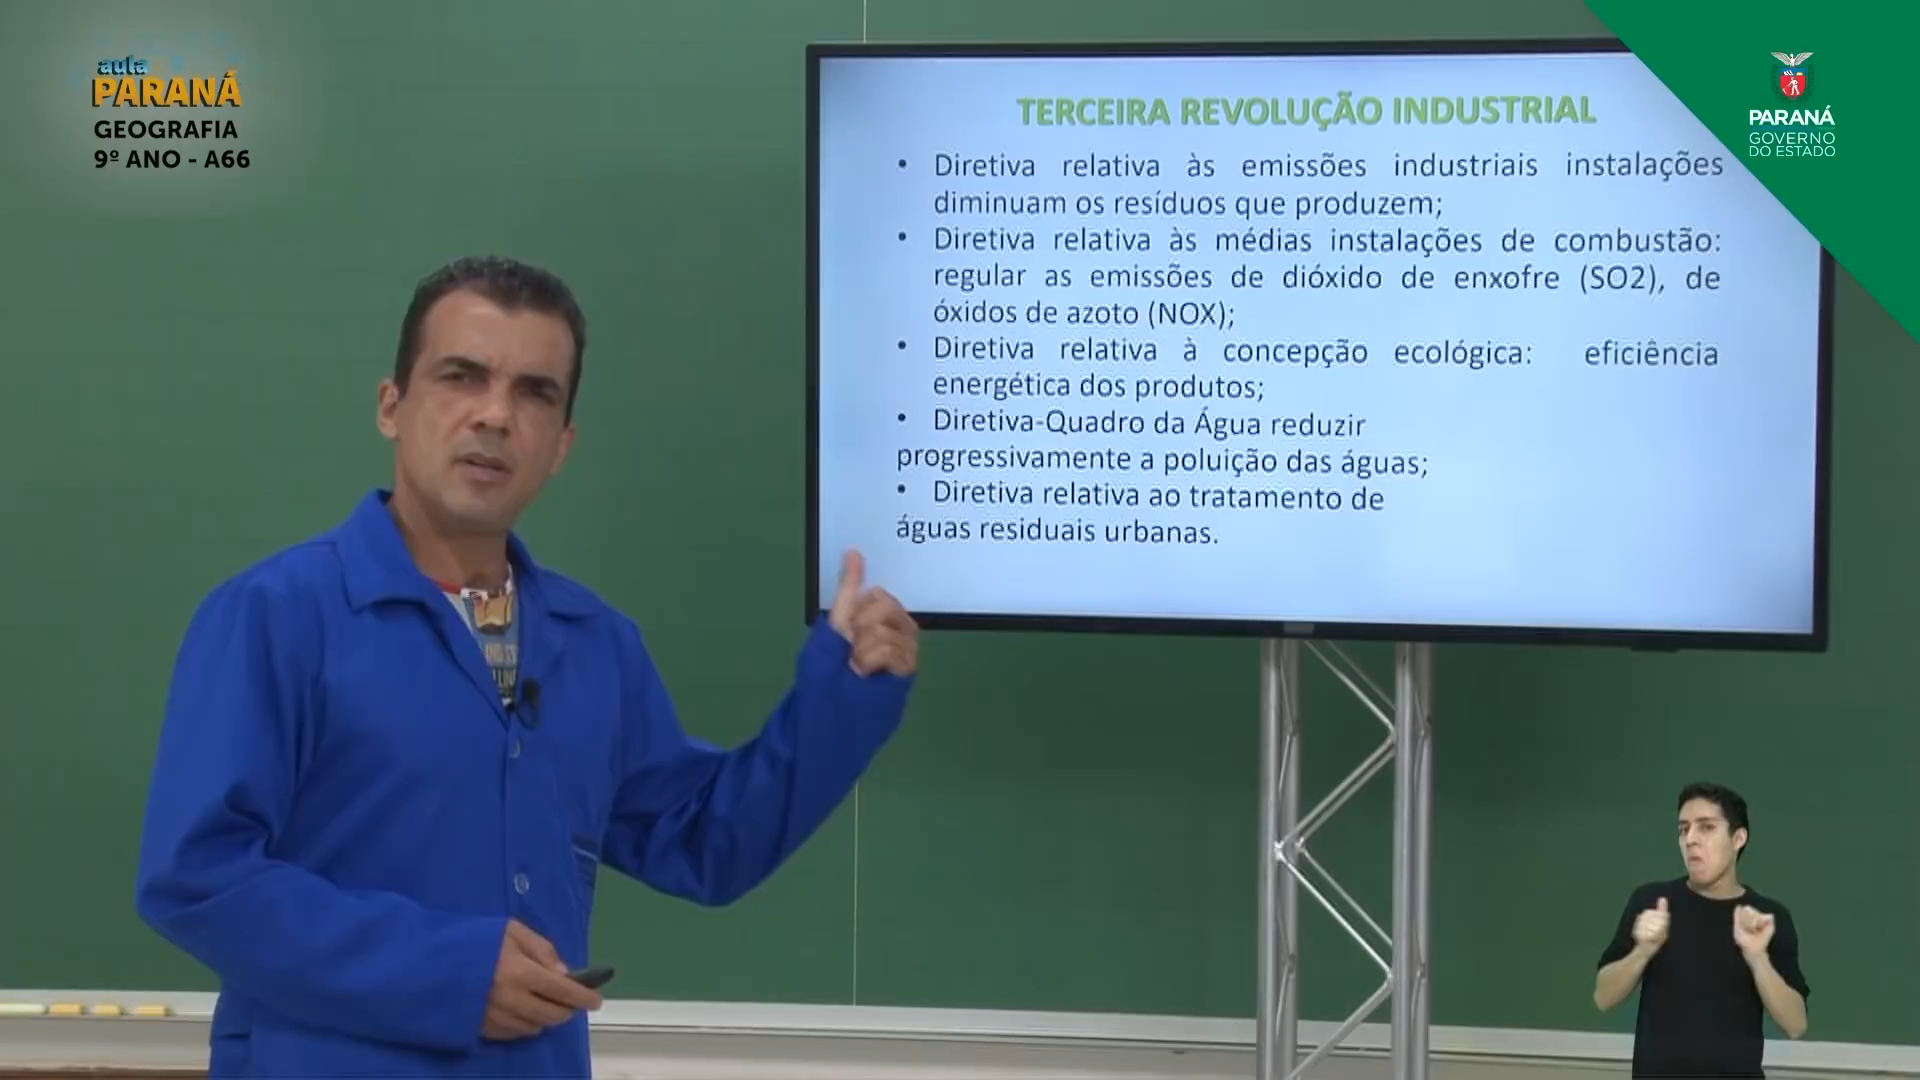 aula
PARANÁ
GEOGRAFIA
9º ANO - A66
TERCEIRA REVOLUÇÃO INDUSTRIAL
• Diretiva relativa às emissões industriais instalações
diminuam os resíduos que produzem;
• Diretiva relativa às médias instalações de combustão:
regular as emissões de dióxido de enxofre (SO2), de
óxidos de azoto (NOX);
• Diretiva relativa à concepção ecológica: eficiência
energética dos produtos;
• Diretiva-Quadro da Água reduzir
progressivamente a poluição das águas;
• Diretiva relativa ao tratamento de
águas residuais urbanas.
PARANÁ
GOVERNO
DO ESTADO